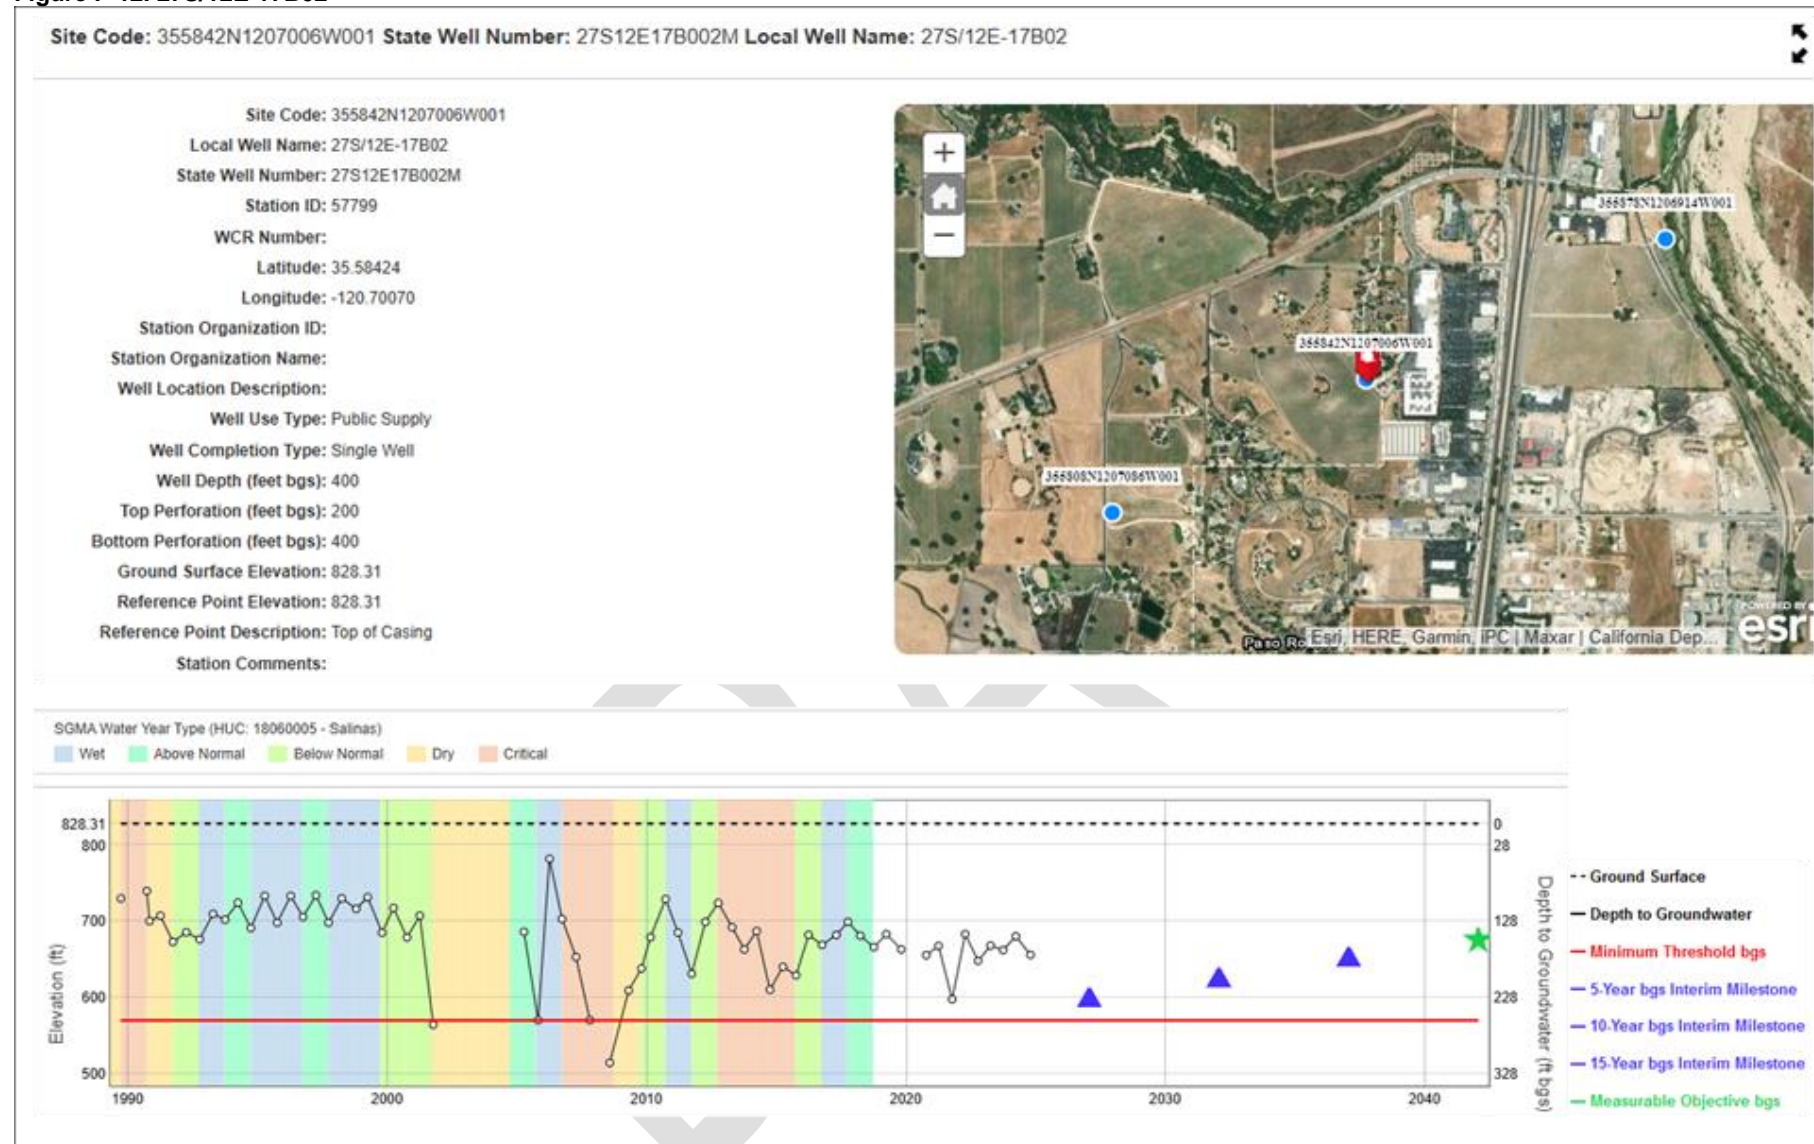 Site Code: 355842N1207006W001 State Well Number: 27S12E17B002M Local Well Name: 27S/12E-17B02
Site Code: 355842N1207006W001
Local Well Name: 27S/12E-17B02
State Well Number: 27S12E17B002M
Station ID: 57799
WCR Number:
Latitude: 35.58424
Longitude: -120.70070
Station Organization ID:
Station Organization Name:
Well Location Description:
Well Use Type: Public Supply
Well Completion Type: Single Well
Well Depth (feet bgs): 400
Top Perforation (feet bgs): 200
Bottom Perforation (feet bgs): 400
Ground Surface Elevation: 828.31
Reference Point Elevation: 828.31
Reference Point Description: Top of Casing
Station Comments:
+
−
355878N1206914W001
355842N1207006W001
355808N1207086W001
Paso Ro
Esri, HERE, Garmin, iPC | Maxar | California Dep...
POWERED BY
esri
SGMA Water Year Type (HUC: 18060005 - Salinas)
Wet Above Normal Below Normal Dry Critical
Elevation (ft)
828.31
800
700
600
500
1990 2000 2010 2020 2030 2040
0
28
128
228
328
Depth to Groundwater (ft bgs)
Ground Surface
Depth to Groundwater
Minimum Threshold bgs
5-Year bgs Interim Milestone
10-Year bgs Interim Milestone
15-Year bgs Interim Milestone
Measurable Objective bgs